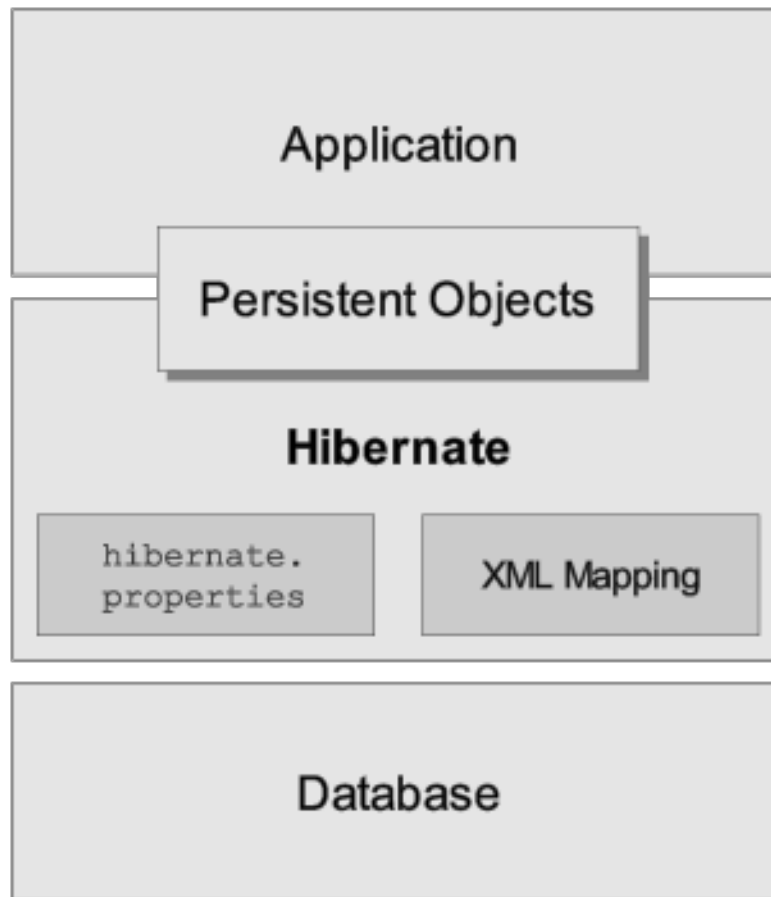 Application
Persistent Objects
Hibernate
hibernate.
properties
XML Mapping
Database